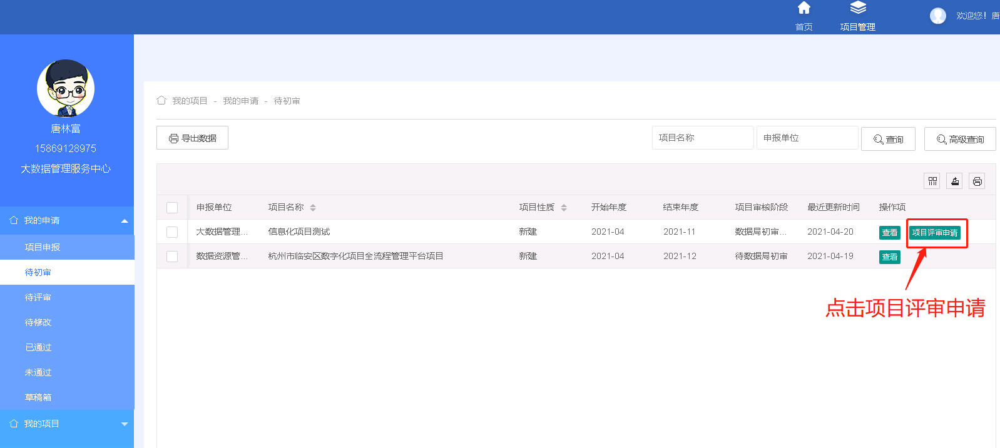 首页
项目管理
欢迎您！唐
唐林富
15869128975
大数据管理服务中心
我的申请
项目申报
待初审
待评审
待修改
已通过
未通过
草稿箱
我的项目
我的项目 - 我的申请 - 待初审
导出数据
项目名称
申报单位
查询
高级查询
申报单位 项目名称 项目性质 开始年度 结束年度 项目审核阶段 最近更新时间 操作项
大数据管理... 信息化项目测试 新建 2021-04 2021-11 数据局初审... 2021-04-20 查看 项目评审申请
数据资源管... 杭州市临安区数字化项目全流程管理平台项目 新建 2021-04 2021-12 待数据局初审 2021-04-19 查看
点击项目评审申请